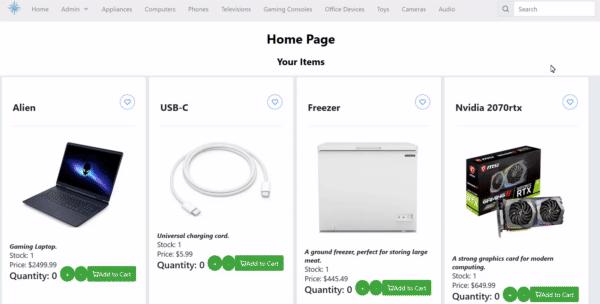 Home Admin Appliances Computers Phones Televisions Gaming Consoles Office Devices Toys Cameras Audio Search
Home Page
Your Items
Alien
USB-C
Freezer
Nvidia 2070rtx
Gaming Laptop.
Stock: 1
Price: $2499.99
Quantity: 0 + - Add to Cart
Universal charging cord.
Stock: 1
Price: $5.99
Quantity: 0 + - Add to Cart
A ground freezer, perfect for storing large
meat.
Stock: 1
Price: $445.49
Quantity: 0 + - Add to Cart
msi
RTX
A strong graphics card for modern
computing.
Stock: 1
Price: $649.99
Quantity: 0 + - Add to Cart